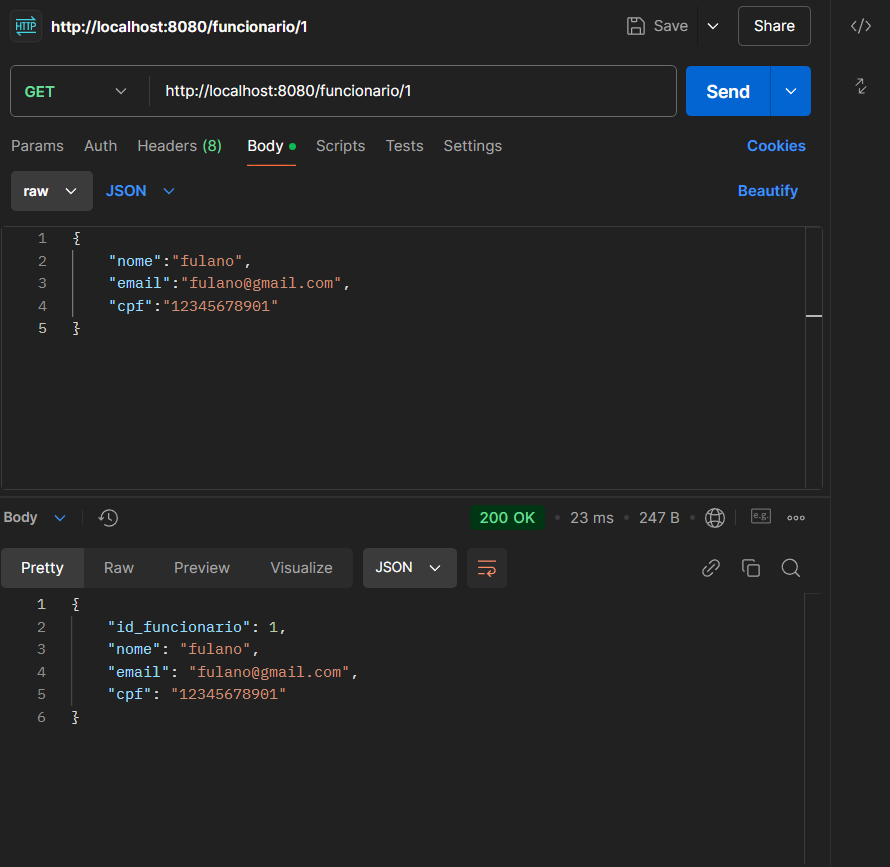 HTTP http://localhost:8080/funcionario/1 Save Share </>
GET http://localhost:8080/funcionario/1 Send
Params Auth Headers (8) Body Scripts Tests Settings Cookies
raw JSON Beautify
1 {
2 "nome":"fulano",
3 "email":"fulano@gmail.com",
4 "cpf":"12345678901"
5 }
Body 200 OK • 23 ms • 247 B • e.g.
Pretty Raw Preview Visualize JSON
1 {
2 "id_funcionario": 1,
3 "nome": "fulano",
4 "email": "fulano@gmail.com",
5 "cpf": "12345678901"
6 }